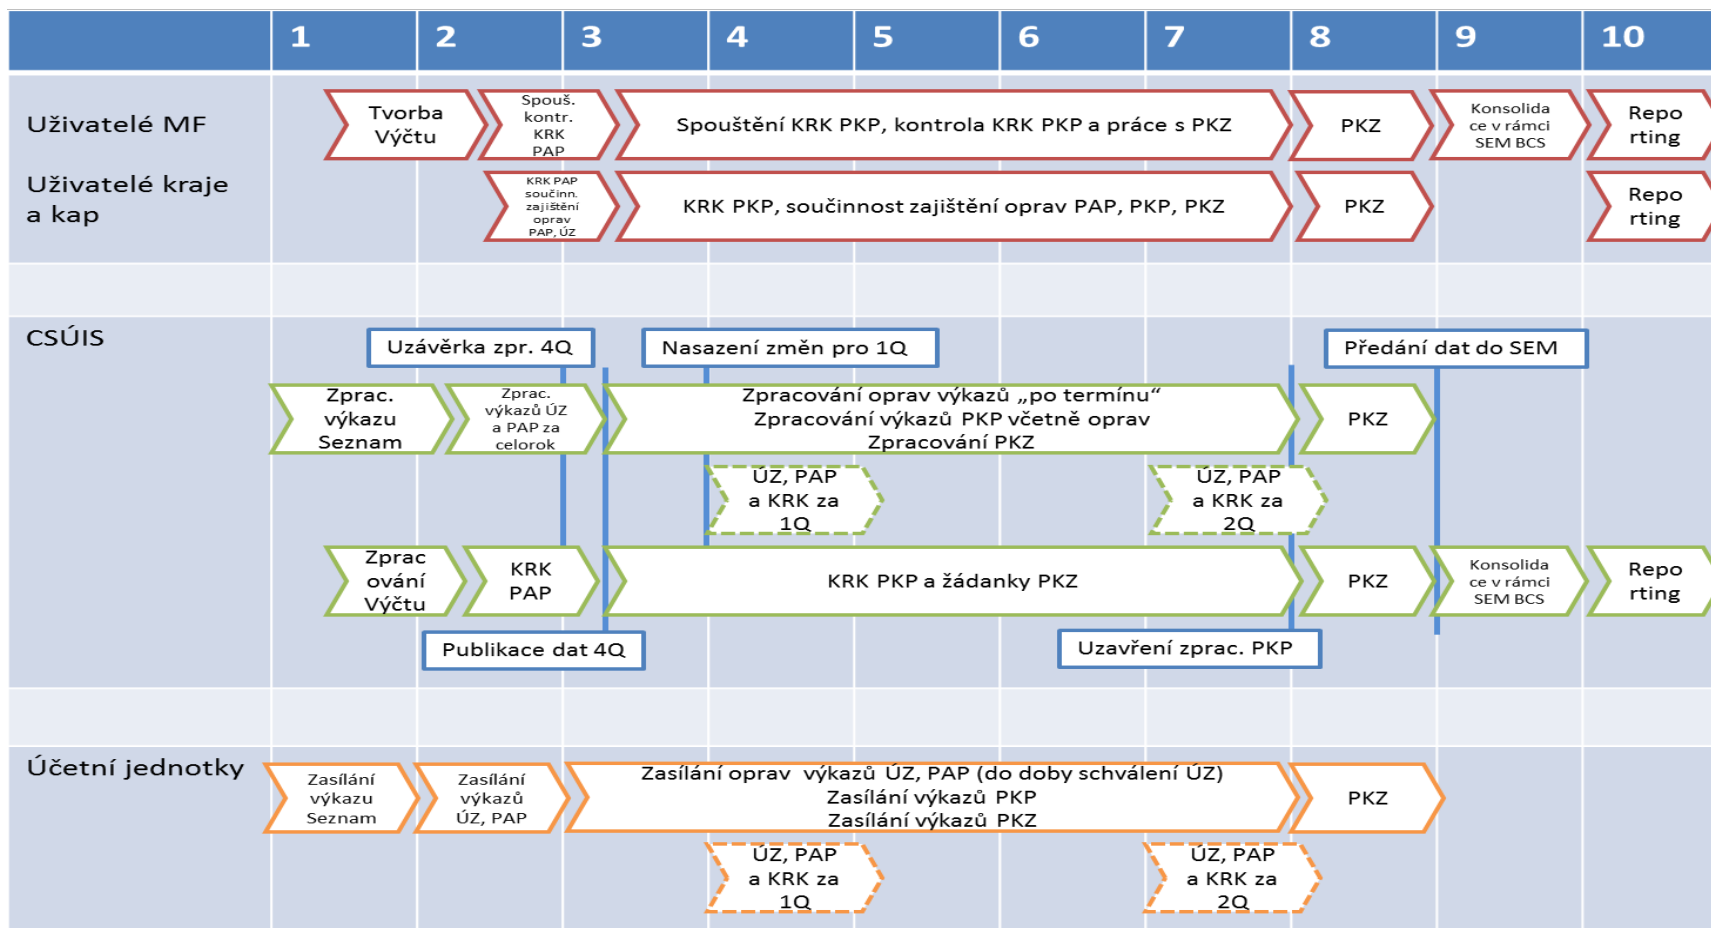 1 2 3 4 5 6 7 8 9 10
Uživatelé MF
Tvorba
Výčtu
Spouš.
kontr.
KRK
PAP
Spouštění KRK PKP, kontrola KRK PKP a práce s PKZ
PKZ
Konsolida
ce v rámci
SEM BCS
Repo
rting
Uživatelé kraje
a kap
KRK PAP
součinn.
zajištění
oprav
PAP, ÚZ
KRK PKP, součinnost zajištění oprav PAP, PKP, PKZ
PKZ
Repo
rting
CSÚIS
Uzávěrka zpr. 4Q
Nasazení změn pro 1Q
Předání dat do SEM
Zprac.
výkazu
Seznam
Zprac.
výkazů ÚZ
a PAP za
celorok
Zpracování oprav výkazů „po termínu“
Zpracování výkazů PKP včetně oprav
Zpracování PKZ
PKZ
ÚZ, PAP
a KRK za
1Q
ÚZ, PAP
a KRK za
2Q
Zprac
ování
Výčtu
KRK
PAP
KRK PKP a žádanky PKZ
PKZ
Konsolida
ce v rámci
SEM BCS
Repo
rting
Publikace dat 4Q
Uzavření zprac. PKP
Účetní jednotky
Zasílání
výkazu
Seznam
Zasílání
výkazů
ÚZ, PAP
Zasílání oprav výkazů ÚZ, PAP (do doby schválení ÚZ)
Zasílání výkazů PKP
Zasílání výkazů PKZ
PKZ
ÚZ, PAP
a KRK za
1Q
ÚZ, PAP
a KRK za
2Q